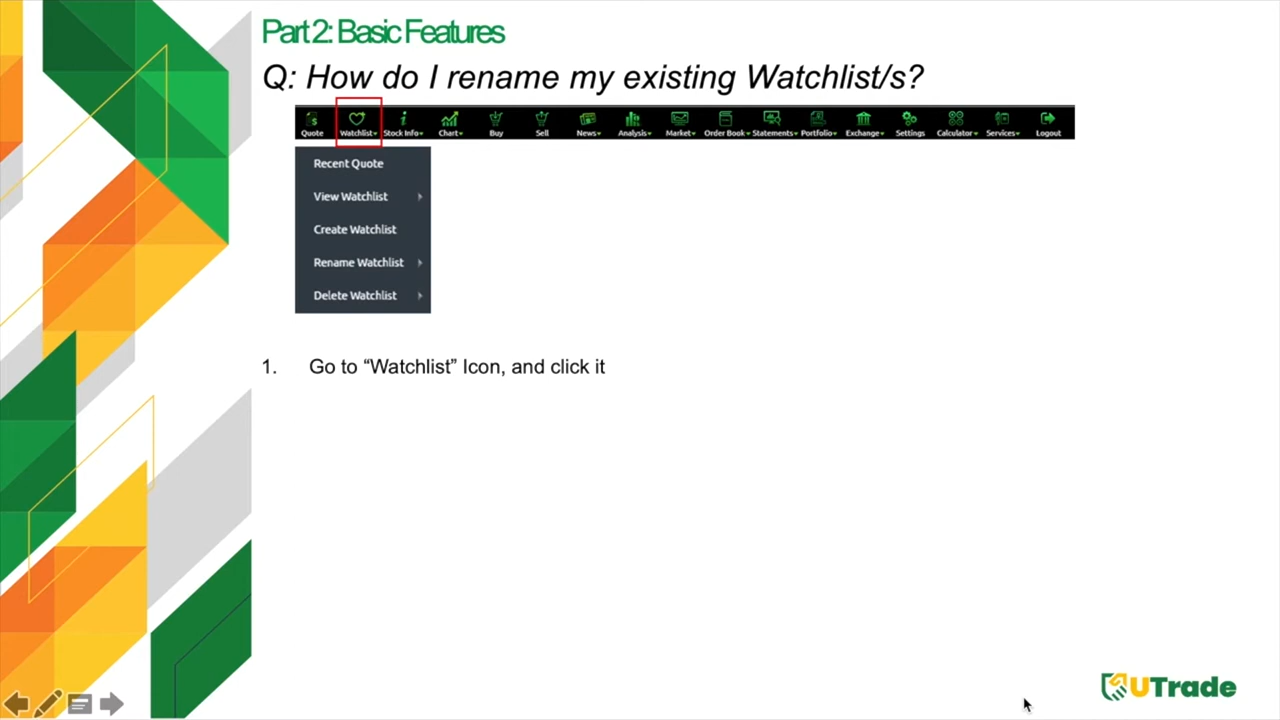 Part 2: Basic Features
Q: How do I rename my existing Watchlist/s?
Quote Watchlist Stock Info Chart Buy Sell News Analysis Market Order Book Statements Portfolio Exchange Settings Calculator Services Logout
Recent Quote
View Watchlist
Create Watchlist
Rename Watchlist
Delete Watchlist
1. Go to “Watchlist” Icon, and click it
UTrade